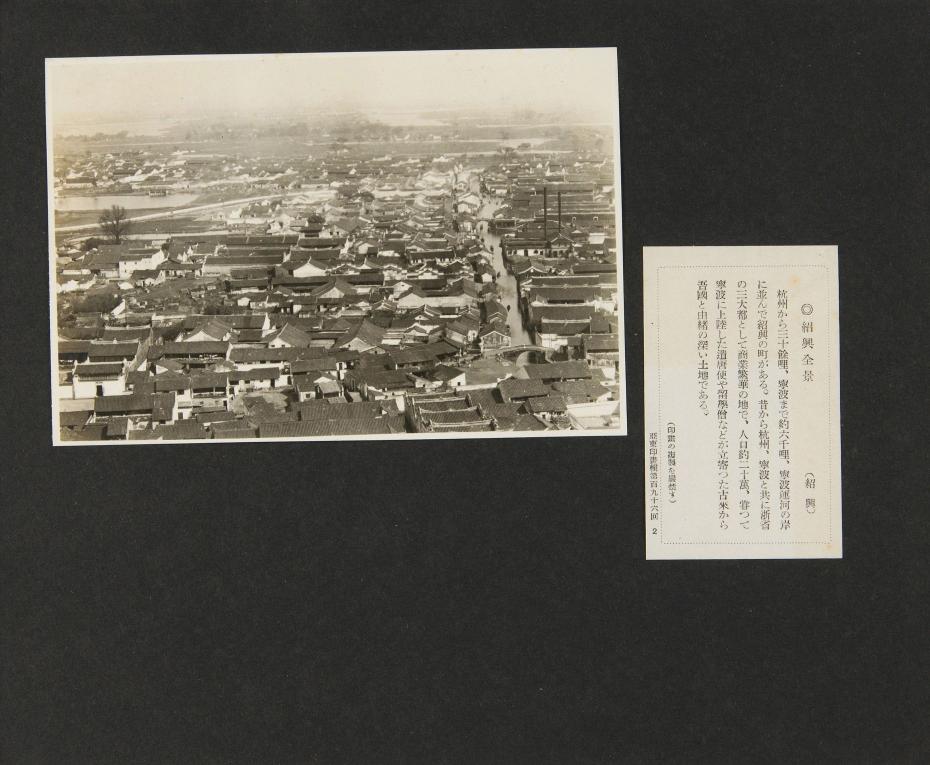 ◎紹興全景
(紹興)
杭州から三十餘哩、寧波まで約六千哩、寧波運河の岸
に並んで紹興の町がある。昔から杭州、寧波と共に浙省
の三大都として商業繁華の地で、人口約二十萬、嘗つて
寧波に上陸した遣唐使や留學僧などが立寄つた古來から
吾國と由緒の深い土地である。
(印畫の複製を嚴禁す)
亞東印畫輯第百九十六回 2